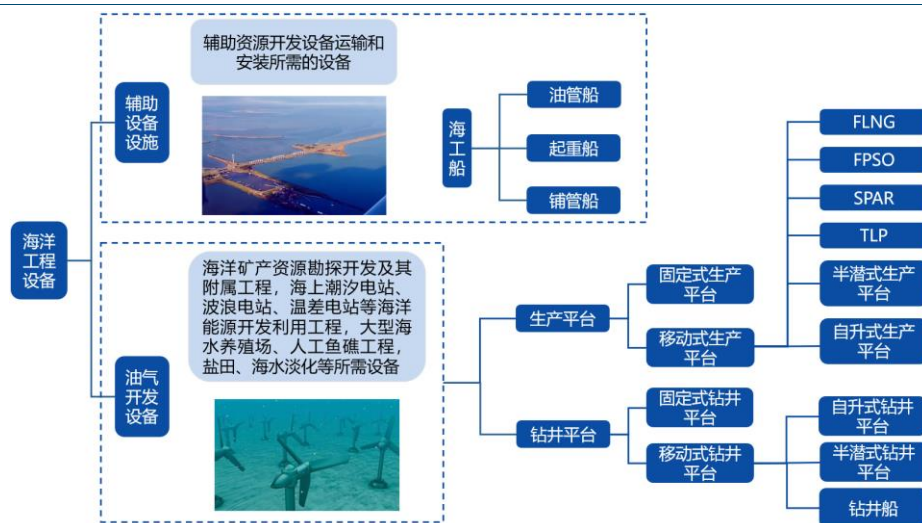 海洋
工程
设备
辅助
设备
设施
辅助资源开发设备运输和
安装所需的设备
海
工
船
油管船
起重船
铺管船
油气
开发
设备
海洋矿产资源勘探开发及其
附属工程，海上潮汐电站、
波浪电站、温差电站等海洋
能源开发利用工程，大型海
水养殖场、人工鱼礁工程，
盐田、海水淡化等所需设备
生产平台
固定式生产
平台
移动式生产
平台
FLNG
FPSO
SPAR
TLP
半潜式生产
平台
自升式生产
平台
钻井平台
固定式钻井
平台
移动式钻井
平台
自升式钻井
平台
半潜式钻井
平台
钻井船